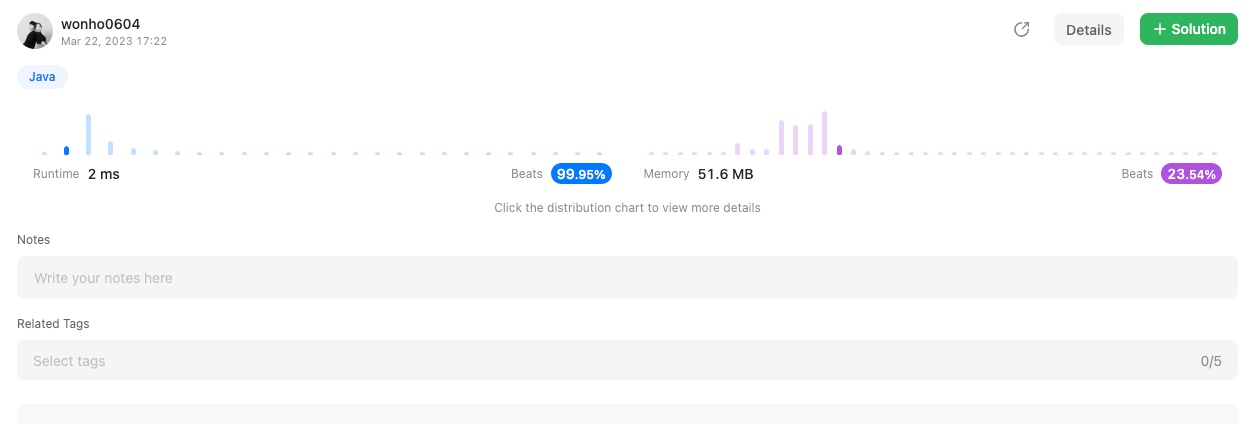 wonho0604
Mar 22, 2023 17:22
Details
+ Solution
Java
Runtime 2 ms
Beats 99.95%
Memory 51.6 MB
Beats 23.54%
Click the distribution chart to view more details
Notes
Write your notes here
Related Tags
Select tags
0/5